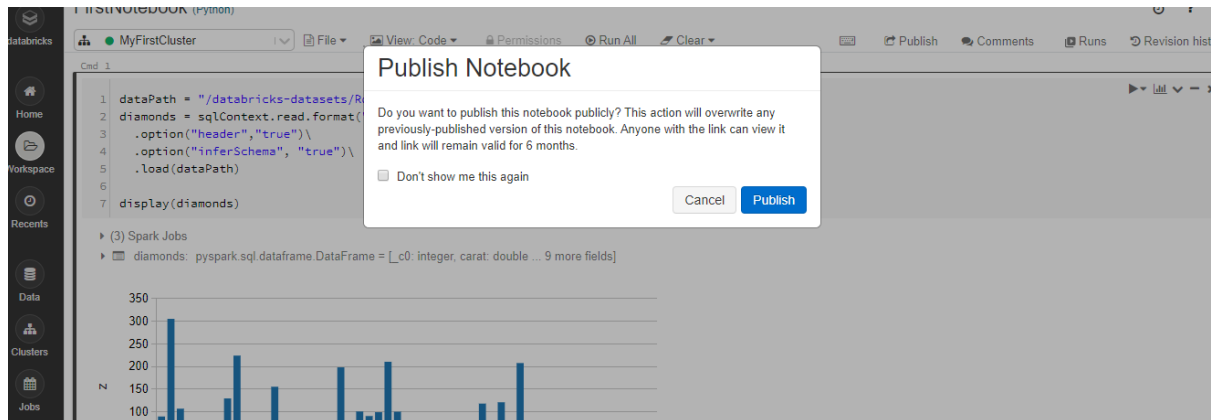 FirstNotebook (Python)
databricks
MyFirstCluster
File
View: Code
Permissions
Run All
Clear
Publish
Comments
Runs
Revision hist
Cmd 1
Publish Notebook
Do you want to publish this notebook publicly? This action will overwrite any
previously-published version of this notebook. Anyone with the link can view it
and link will remain valid for 6 months.
Don't show me this again
Cancel
Publish
Home
Workspace
Recents
Data
Clusters
Jobs
1 dataPath = "/databricks-datasets/R
2 diamonds = sqlContext.read.format("
3 .option("header","true")\
4 .option("inferSchema", "true")\
5 .load(dataPath)
6
7 display(diamonds)
(3) Spark Jobs
diamonds: pyspark.sql.dataframe.DataFrame = [_c0: integer, carat: double ... 9 more fields]
350
300
250
200
150
100
z